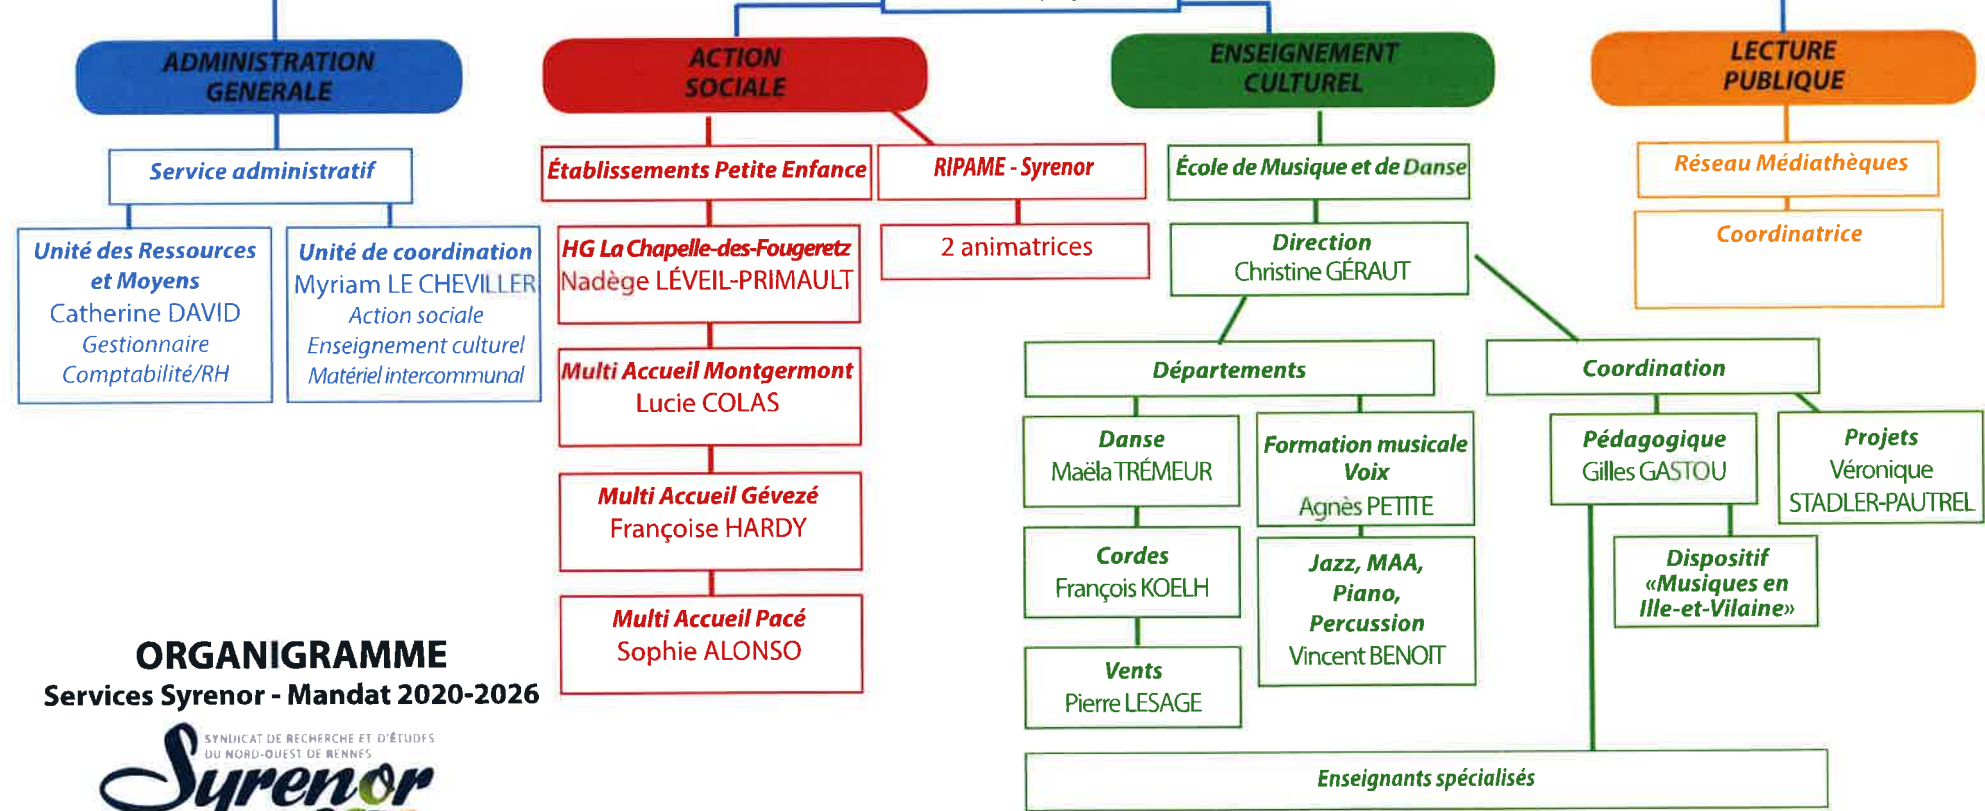 ADMINISTRATION
GENERALE
ACTION
SOCIALE
ENSEIGNEMENT
CULTUREL
LECTURE
PUBLIQUE
Service administratif
Unité des Ressources
et Moyens
Catherine DAVID
Gestionnaire
Comptabilité/RH
Unité de coordination
Myriam LE CHEVILLER
Action sociale
Enseignement culturel
Matériel intercommunal
Établissements Petite Enfance
RIPAME - Syrenor
2 animatrices
HG La Chapelle-des-Fougeretz
Nadège LÉVEIL-PRIMAULT
Multi Accueil Montgermont
Lucie COLAS
Multi Accueil Gévezé
Françoise HARDY
Multi Accueil Pacé
Sophie ALONSO
École de Musique et de Danse
Direction
Christine GÉRAUT
Départements
Danse
Maëla TRÉMEUR
Cordes
François KOELH
Vents
Pierre LESAGE
Formation musicale
Voix
Agnès PETITE
Jazz, MAA,
Piano,
Percussion
Vincent BENOIT
Coordination
Pédagogique
Gilles GASTOU
Projets
Véronique
STADLER-PAUTREL
Dispositif
«Musiques en
Ille-et-Vilaine»
Enseignants spécialisés
Réseau Médiathèques
Coordinatrice
ORGANIGRAMME
Services Syrenor - Mandat 2020-2026
SYNDICAT DE RECHERCHE ET D'ÉTUDES
DU NORD-OUEST DE RENNES
Syrenor